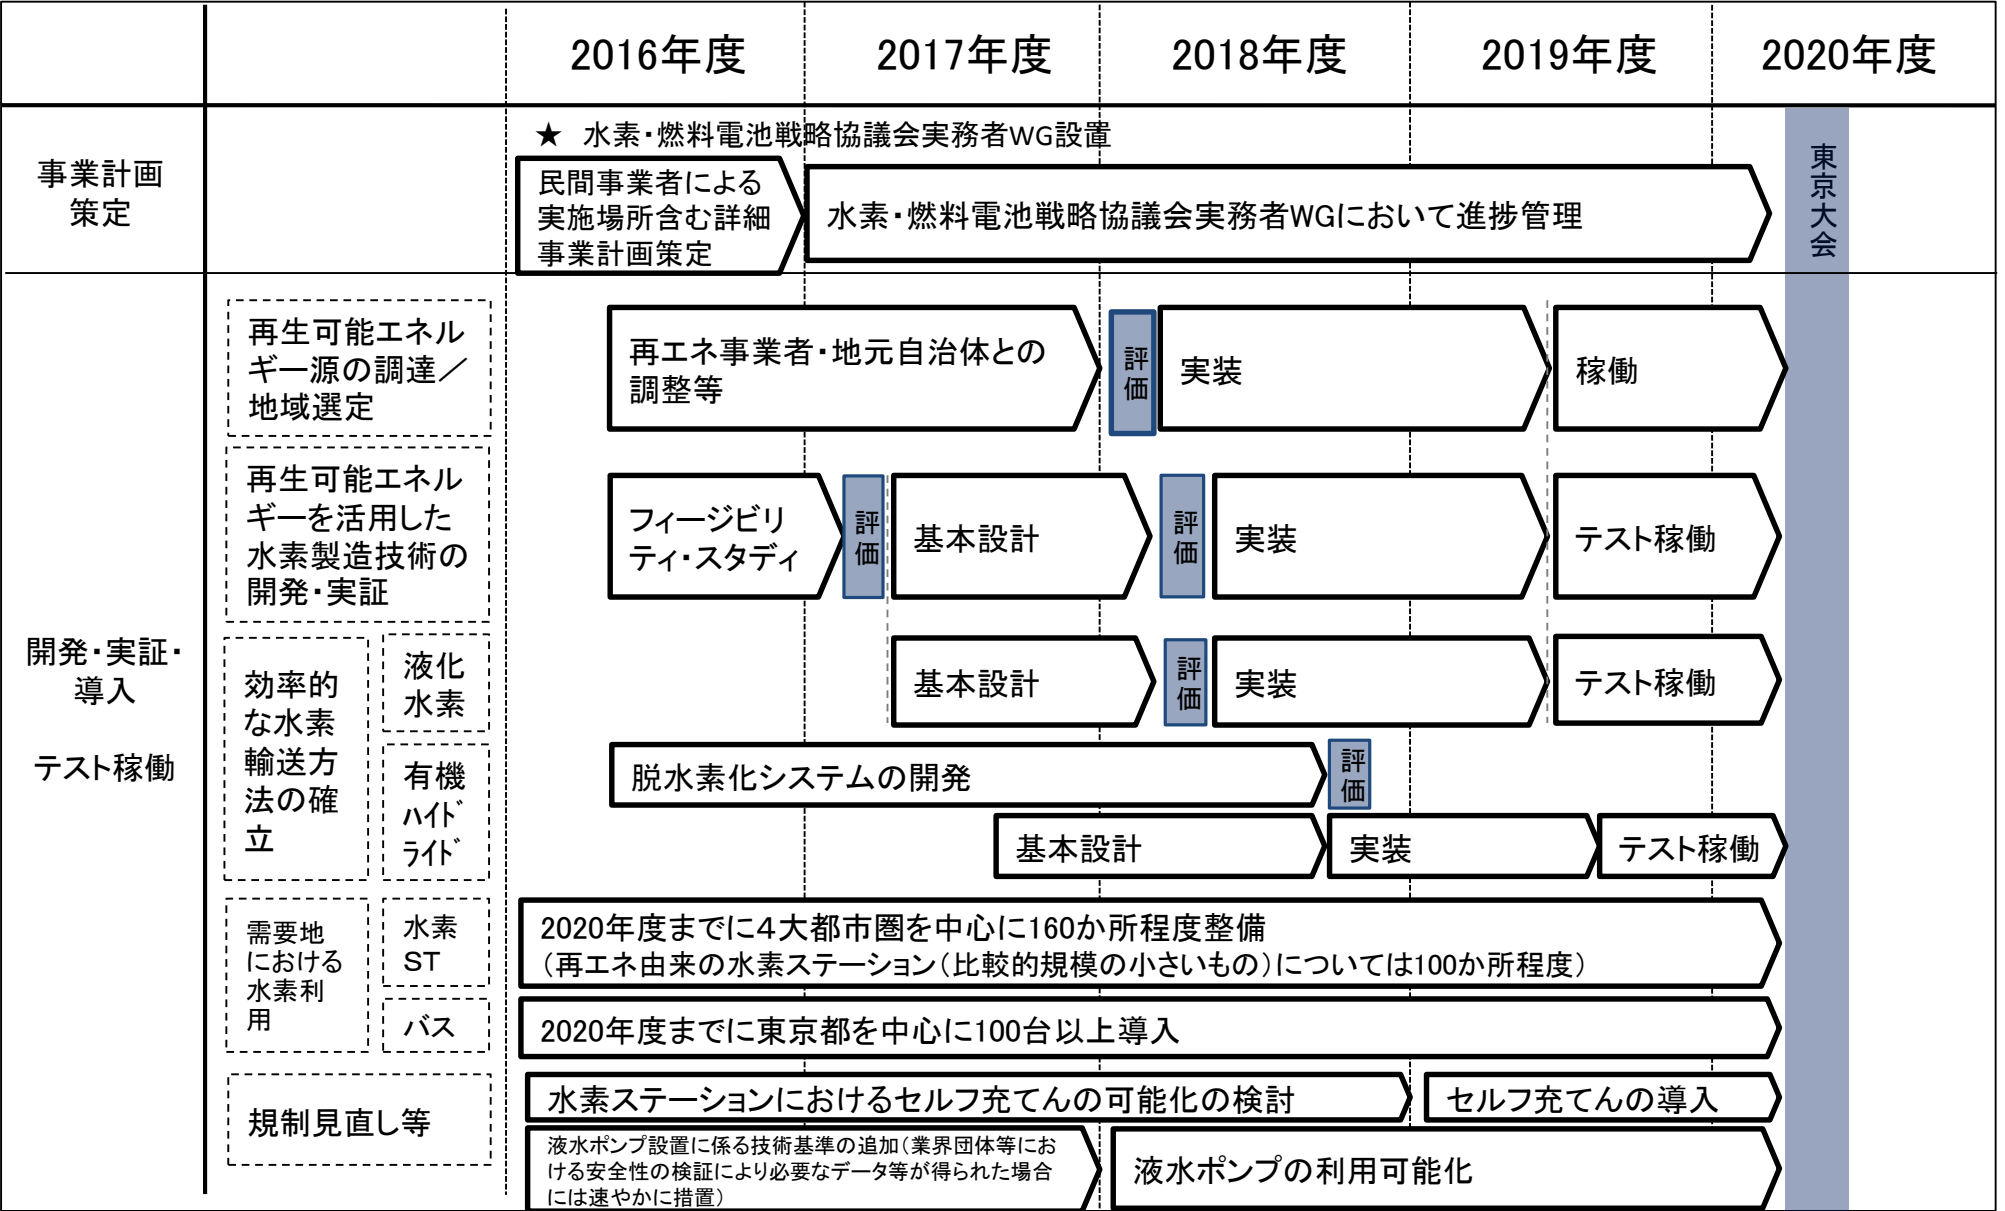 2016年度
2017年度
2018年度
2019年度
2020年度
事業計画
策定
★ 水素・燃料電池戦略協議会実務者WG設置
民間事業者による
実施場所含む詳細
事業計画策定
水素・燃料電池戦略協議会実務者WGにおいて進捗管理
東京大会
開発・実証・
導入
テスト稼働
再生可能エネル
ギー源の調達／
地域選定
再エネ事業者・地元自治体との
調整等
評価
実装
稼働
再生可能エネル
ギーを活用した
水素製造技術の
開発・実証
フィージビリ
ティ・スタディ
評価
基本設計
評価
実装
テスト稼働
効率的
な水素
輸送方
法の確
立
液化
水素
基本設計
評価
実装
テスト稼働
有機
ﾊｲﾄﾞ
ﾗｲﾄﾞ
脱水素化システムの開発
評価
基本設計
実装
テスト稼働
需要地
における
水素利
用
水素
ST
2020年度までに４大都市圏を中心に160か所程度整備
（再エネ由来の水素ステーション（比較的規模の小さいもの）については100か所程度）
バス
2020年度までに東京都を中心に100台以上導入
規制見直し等
水素ステーションにおけるセルフ充てんの可能化の検討
セルフ充てんの導入
液水ポンプ設置に係る技術基準の追加（業界団体等にお
ける安全性の検証により必要なデータ等が得られた場合
には速やかに措置）
液水ポンプの利用可能化